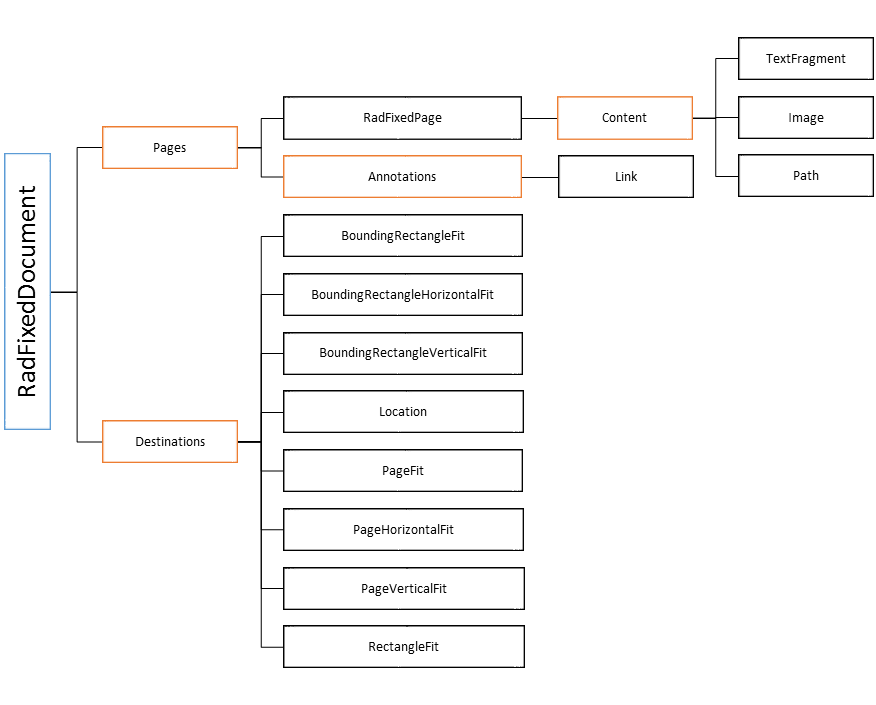 RadFixedDocument
Pages
RadFixedPage
Content
TextFragment
Image
Path
Annotations
Link
Destinations
BoundingRectangleFit
BoundingRectangleHorizontalFit
BoundingRectangleVerticalFit
Location
PageFit
PageHorizontalFit
PageVerticalFit
RectangleFit